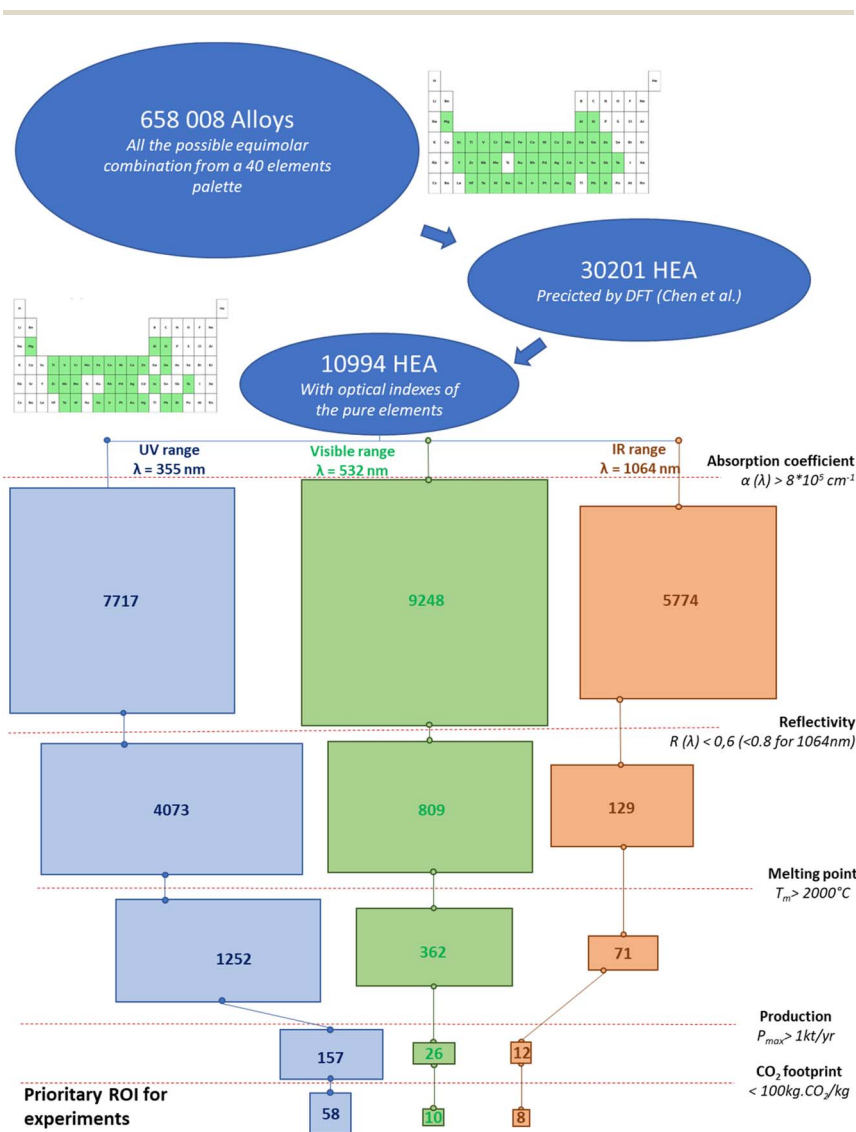 658 008 Alloys
All the possible equimolar
combination from a 40 elements
palette
30201 HEA
Precicted by DFT (Chen et al.)
10994 HEA
With optical indexes of
the pure elements
UV range
λ = 355 nm
Visible range
λ = 532 nm
IR range
λ = 1064 nm
Absorption coefficient
α (λ) > 8*10⁵ cm⁻¹
7717
9248
5774
Reflectivity
R (λ) < 0,6 (<0.8 for 1064nm)
4073
809
129
Melting point
Tₘ> 2000°C
1252
362
71
Production
Pₘₐₓ> 1kt/yr
157
26
12
CO₂ footprint
< 100kg.CO₂/kg
Prioritary ROI for
experiments
58
10
8